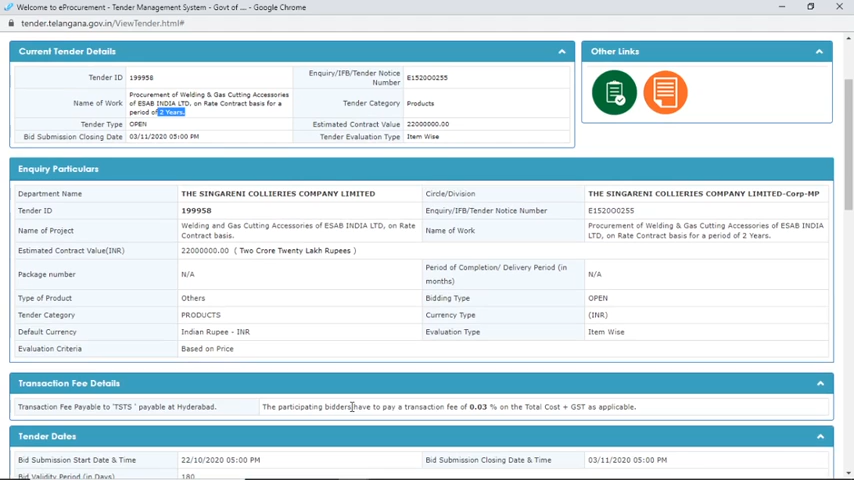 Welcome to eProcurement - Tender Management System - Govt of ... - Google Chrome
tender.telangana.gov.in/ViewTender.html#
Current Tender Details
Tender ID 199958 Enquiry/IFB/Tender Notice Number E1520O0255
Name of Work Procurement of Welding & Gas Cutting Accessories of ESAB INDIA LTD, on Rate Contract basis for a period of 2 Years. Tender Category Products
Tender Type OPEN Estimated Contract Value 22000000.00
Bid Submission Closing Date 03/11/2020 05:00 PM Tender Evaluation Type Item Wise
Other Links
Enquiry Particulars
Department Name THE SINGARENI COLLIERIES COMPANY LIMITED Circle/Division THE SINGARENI COLLIERIES COMPANY LIMITED-Corp-MP
Tender ID 199958 Enquiry/IFB/Tender Notice Number E1520O0255
Name of Project Welding and Gas Cutting Accessories of ESAB INDIA LTD, on Rate Contract basis. Name of Work Procurement of Welding & Gas Cutting Accessories of ESAB INDIA LTD, on Rate Contract basis for a period of 2 Years.
Estimated Contract Value(INR) 22000000.00 ( Two Crore Twenty Lakh Rupees )
Package number N/A Period of Completion/ Delivery Period (in months) N/A
Type of Product Others Bidding Type OPEN
Tender Category PRODUCTS Currency Type (INR)
Default Currency Indian Rupee - INR Evaluation Type Item Wise
Evaluation Criteria Based on Price
Transaction Fee Details
Transaction Fee Payable to 'TSTS ' payable at Hyderabad. The participating bidders have to pay a transaction fee of 0.03 % on the Total Cost + GST as applicable.
Tender Dates
Bid Submission Start Date & Time 22/10/2020 05:00 PM Bid Submission Closing Date & Time 03/11/2020 05:00 PM
Bid Validity Period (in Days) 180